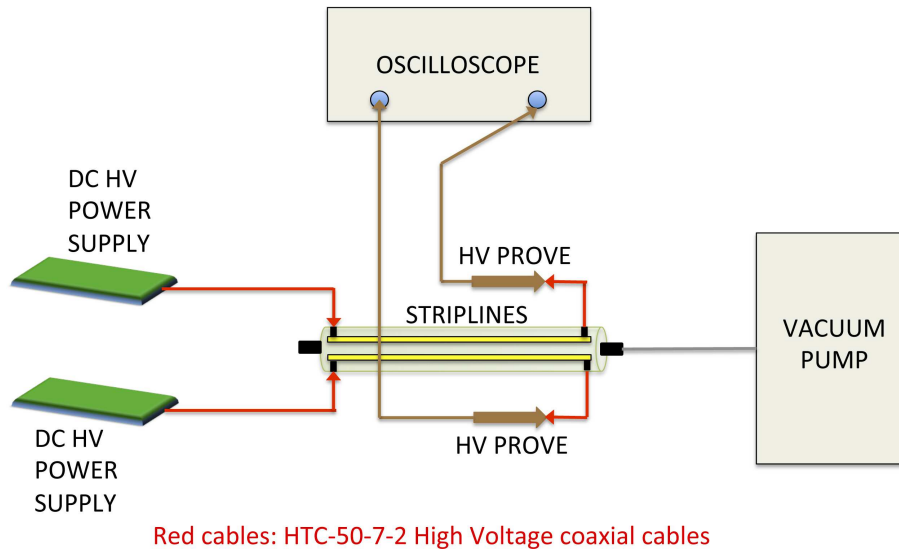 OSCILLOSCOPE
DC HV
POWER
SUPPLY
HV PROVE
STRIPLINES
VACUUM
PUMP
DC HV
POWER
SUPPLY
HV PROVE
Red cables: HTC-50-7-2 High Voltage coaxial cables